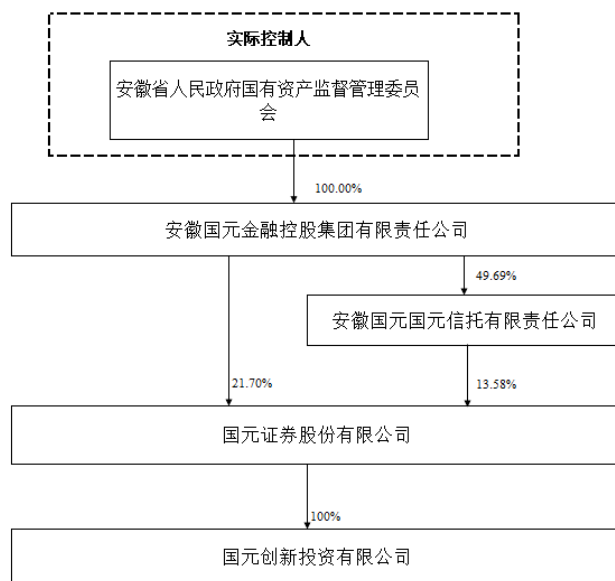 实际控制人
安徽省人民政府国有资产监督管理委员
会
100.00%
安徽国元金融控股集团有限责任公司
49.69%
安徽国元国元信托有限责任公司
21.70%
13.58%
国元证券股份有限公司
100%
国元创新投资有限公司